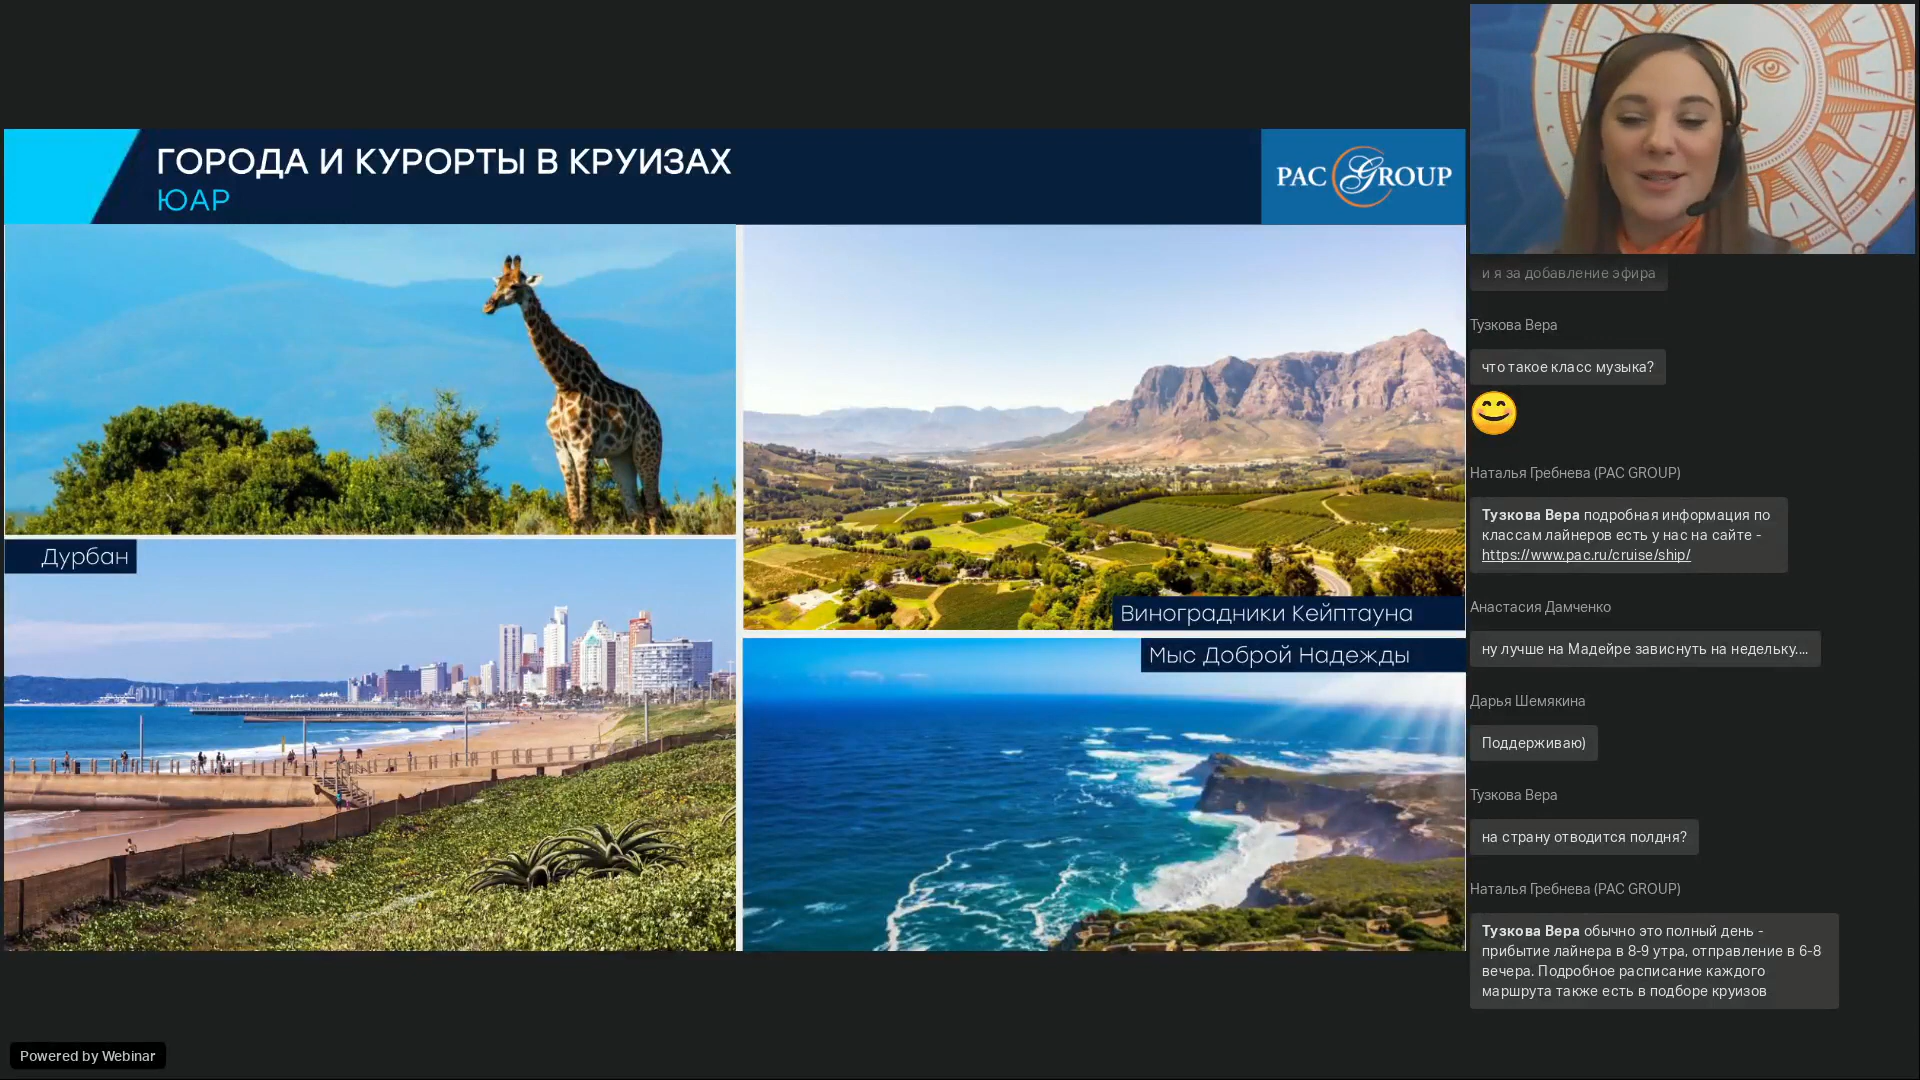 ГОРОДА И КУРОРТЫ В КРУИЗАХ
ЮАР
PAC GROUP
Дурбан
Виноградники Кейптауна
Мыс Доброй Надежды
и я за добавление эфира
Тузкова Вера
что такое класс музыка?
Наталья Гребнева (PAC GROUP)
Тузкова Вера подробная информация по
классам лайнеров есть у нас на сайте -
https://www.pac.ru/cruise/ship/
Анастасия Дамченко
ну лучше на Мадейре зависнуть на недельку....
Дарья Шемякина
Поддерживаю)
Тузкова Вера
на страну отводится полдня?
Наталья Гребнева (PAC GROUP)
Тузкова Вера обычно это полный день -
прибытие лайнера в 8-9 утра, отправление в 6-8
вечера. Подробное расписание каждого
маршрута также есть в подборе круизов
Powered by Webinar